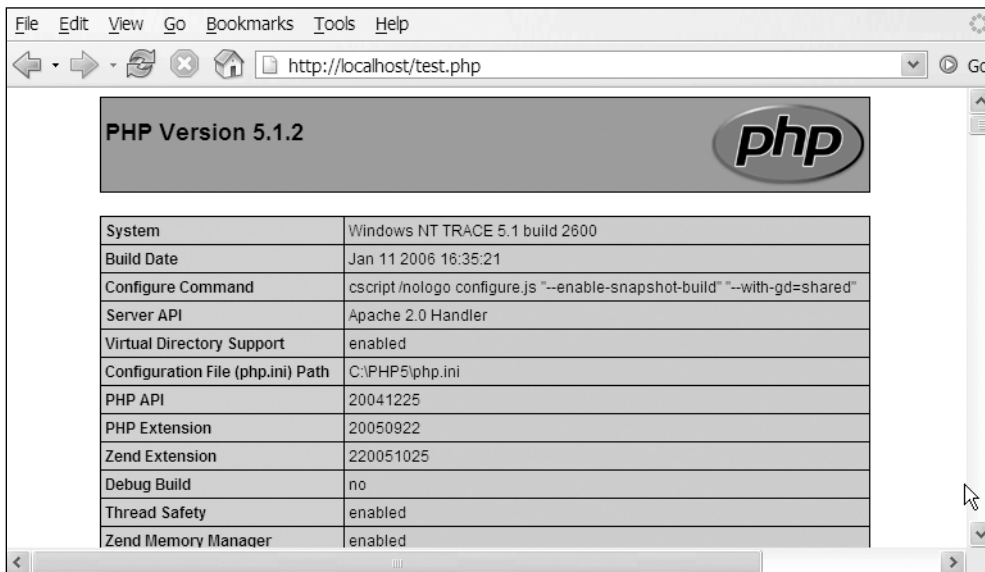 File Edit View Go Bookmarks Tools Help
http://localhost/test.php Go
PHP Version 5.1.2
php
System Windows NT TRACE 5.1 build 2600
Build Date Jan 11 2006 16:35:21
Configure Command cscript /nologo configure.js "--enable-snapshot-build" "--with-gd=shared"
Server API Apache 2.0 Handler
Virtual Directory Support enabled
Configuration File (php.ini) Path C:\PHP5\php.ini
PHP API 20041225
PHP Extension 20050922
Zend Extension 220051025
Debug Build no
Thread Safety enabled
Zend Memory Manager enabled